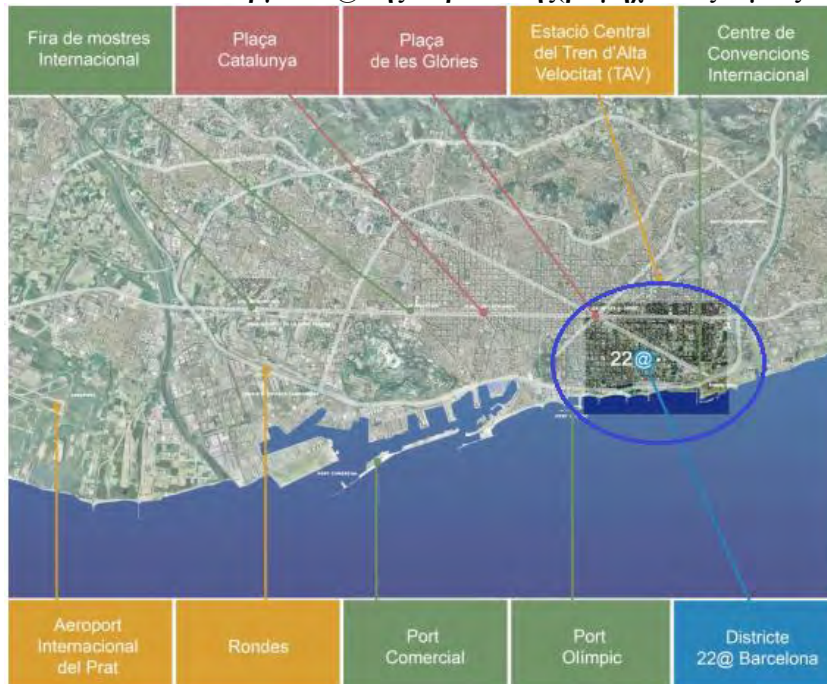 Fira de mostres
Internacional
Plaça
Catalunya
Plaça
de les Glòries
Estació Central
del Tren d'Alta
Velocitat (TAV)
Centre de
Convencions
Internacional
22@
Aeroport
Internacional
del Prat
Rondes
Port
Comercial
Port
Olímpic
Districte
22@ Barcelona